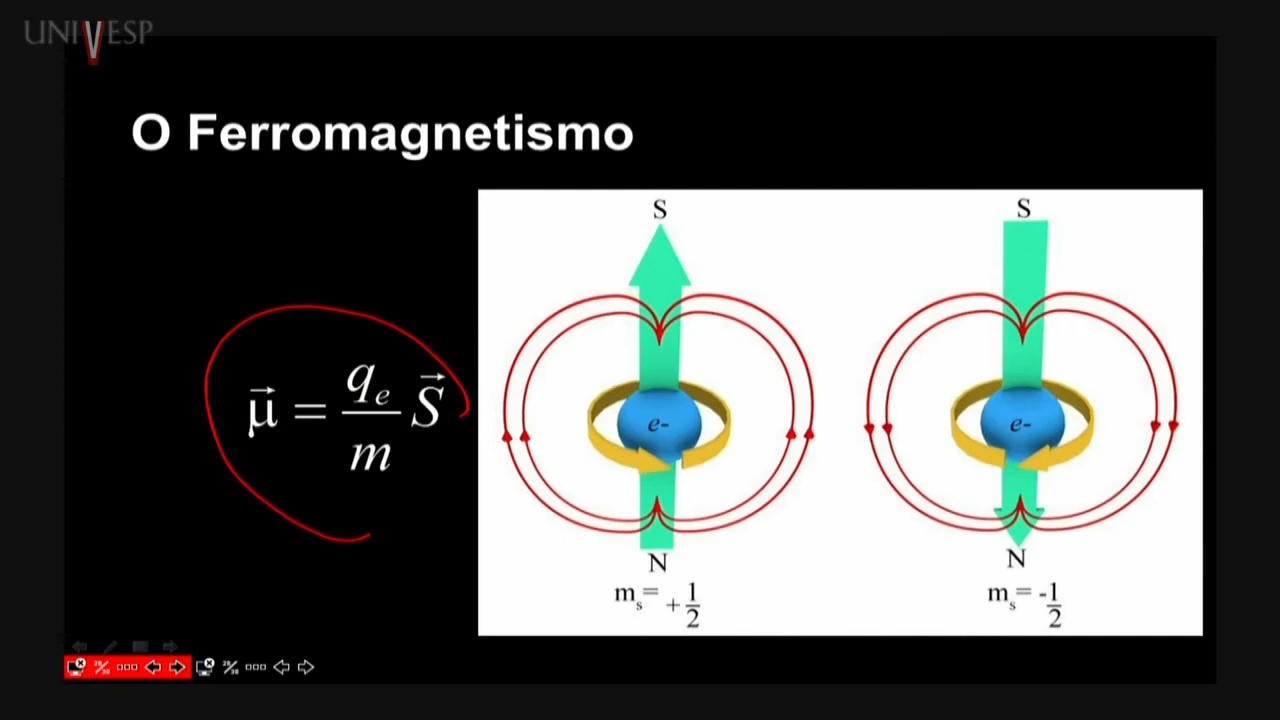 UNIVESP
O Ferromagnetismo
μ⃗ = qₑ/m S⃗
S
S
e-
e-
N
N
mₛ= +1/2
mₛ= -1/2